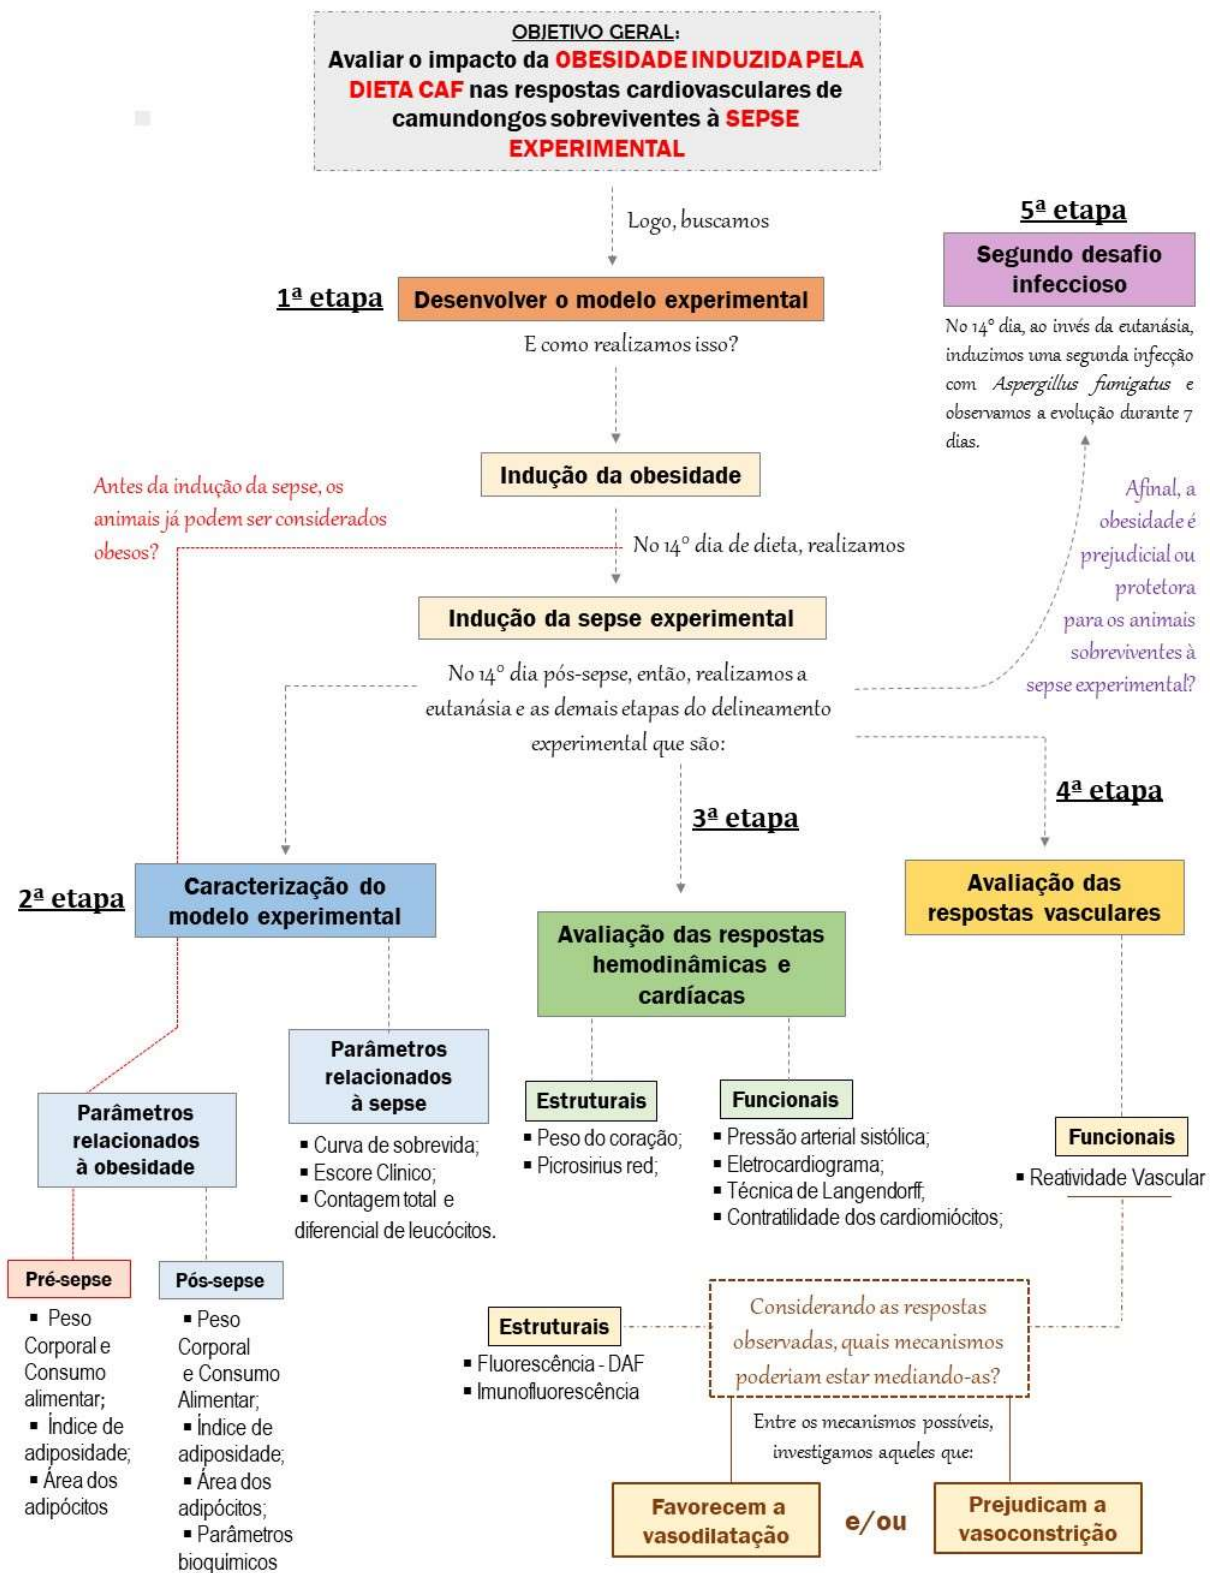 OBJETIVO GERAL:
Avaliar o impacto da OBESIDADE INDUZIDA PELA
DIETA CAF nas respostas cardiovasculares de
camundongos sobreviventes à SEPSE
EXPERIMENTAL
Logo, buscamos
1ª etapa
Desenvolver o modelo experimental
E como realizamos isso?
5ª etapa
Segundo desafio
infeccioso
No 14° dia, ao invés da eutanásia,
induzimos uma segunda infecção
com Aspergillus fumigatus e
observamos a evolução durante 7
dias.
Indução da obesidade
Antes da indução da sepse, os
animais já podem ser considerados
obesos?
No 14° dia de dieta, realizamos
Afinal, a
obesidade é
prejudicial ou
protetora
para os animais
sobreviventes à
sepse experimental?
Indução da sepse experimental
No 14° dia pós-sepse, então, realizamos a
eutanásia e as demais etapas do delineamento
experimental que são:
2ª etapa
Caracterização do
modelo experimental
3ª etapa
Avaliação das respostas
hemodinâmicas e
cardíacas
4ª etapa
Avaliação das
respostas vasculares
Parâmetros
relacionados
à obesidade
Parâmetros
relacionados
à sepse
▪ Curva de sobrevida;
▪ Escore Clínico;
▪ Contagem total e
diferencial de leucócitos.
Estruturais
▪ Peso do coração;
▪ Picrosirius red;
Funcionais
▪ Pressão arterial sistólica;
▪ Eletrocardiograma;
▪ Técnica de Langendorff;
▪ Contratilidade dos cardiomiócitos;
Funcionais
▪ Reatividade Vascular
Pré-sepse
▪ Peso
Corporal e
Consumo
alimentar;
▪ Índice de
adiposidade;
▪ Área dos
adipócitos
Pós-sepse
▪ Peso
Corporal
e Consumo
Alimentar;
▪ Índice de
adiposidade;
▪ Área dos
adipócitos;
▪ Parâmetros
bioquímicos
Estruturais
▪ Fluorescência - DAF
▪ Imunofluorescência
Considerando as respostas
observadas, quais mecanismos
poderiam estar mediando-as?
Entre os mecanismos possíveis,
investigamos aqueles que:
Favorecem a
vasodilatação
e/ou
Prejudicam a
vasoconstrição